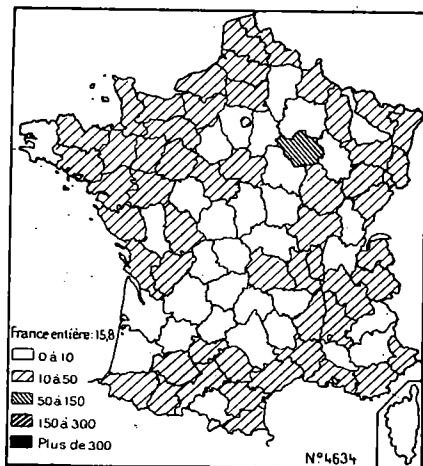 France entière: 15,8
0 à 10
10 à 50
50 à 150
150 à 300
Plus de 300
N° 4634